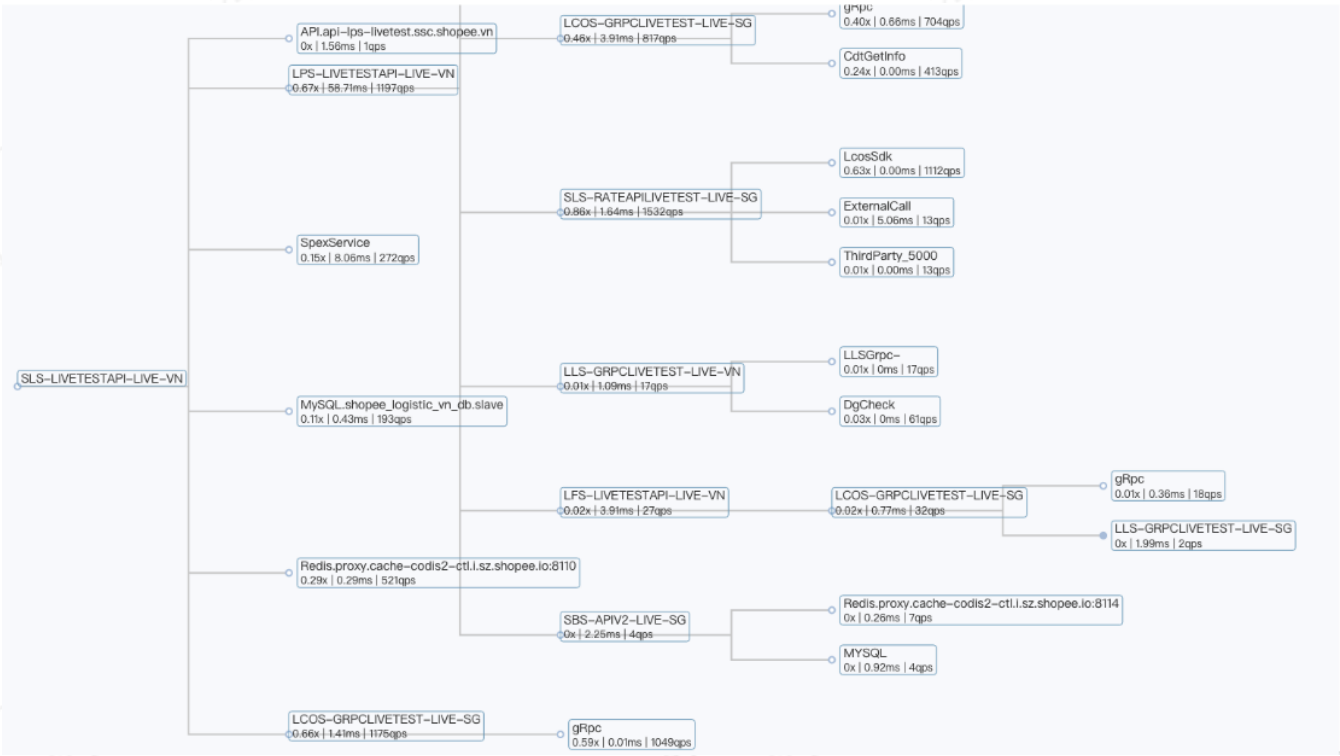 gRpc
0.40x | 0.66ms | 704qps
LCOS-GRPCLIVETEST-LIVE-SG
0.46x | 3.91ms | 817qps
API.api-lps-livetest.ssc.shopee.vn
0x | 1.56ms | 1qps
CdtGetInfo
0.24x | 0.00ms | 413qps
LPS-LIVETESTAPI-LIVE-VN
0.67x | 58.71ms | 1197qps
LcosSdk
0.63x | 0.00ms | 1112qps
SLS-RATEAPILIVETEST-LIVE-SG
0.86x | 1.64ms | 1532qps
ExternalCall
0.01x | 5.06ms | 13qps
SpexService
0.15x | 8.06ms | 272qps
ThirdParty_5000
0.01x | 0.00ms | 13qps
LLSGrpc-
0.01x | 0ms | 17qps
SLS-LIVETESTAPI-LIVE-VN
LLS-GRPCLIVETEST-LIVE-VN
0.01x | 1.09ms | 17qps
MySQL.shopee_logistic_vn_db.slave
0.11x | 0.43ms | 193qps
DgCheck
0.03x | 0ms | 61qps
gRpc
0.01x | 0.36ms | 18qps
LFS-LIVETESTAPI-LIVE-VN
0.02x | 3.91ms | 27qps
LCOS-GRPCLIVETEST-LIVE-SG
0.02x | 0.77ms | 32qps
LLS-GRPCLIVETEST-LIVE-SG
0x | 1.99ms | 2qps
Redis.proxy.cache-codis2-ctl.i.sz.shopee.io:8110
0.29x | 0.29ms | 521qps
Redis.proxy.cache-codis2-ctl.i.sz.shopee.io:8114
0x | 0.26ms | 7qps
SBS-APIV2-LIVE-SG
0x | 2.25ms | 4qps
MYSQL
0x | 0.92ms | 4qps
LCOS-GRPCLIVETEST-LIVE-SG
0.66x | 1.41ms | 1175qps
gRpc
0.59x | 0.01ms | 1049qps